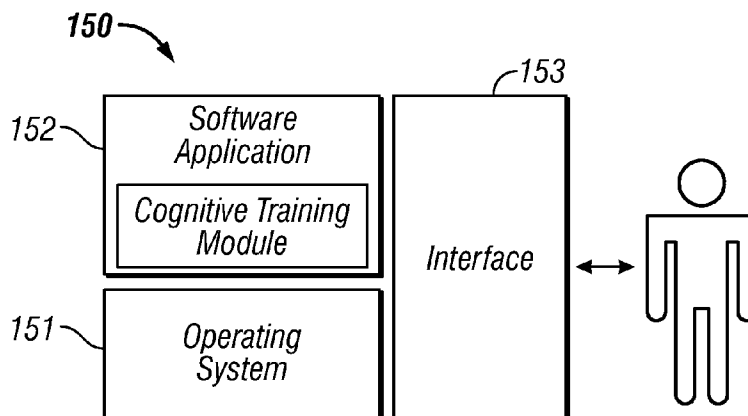 150
153
152
Software
Application
Cognitive Training
Module
Interface
151
Operating
System